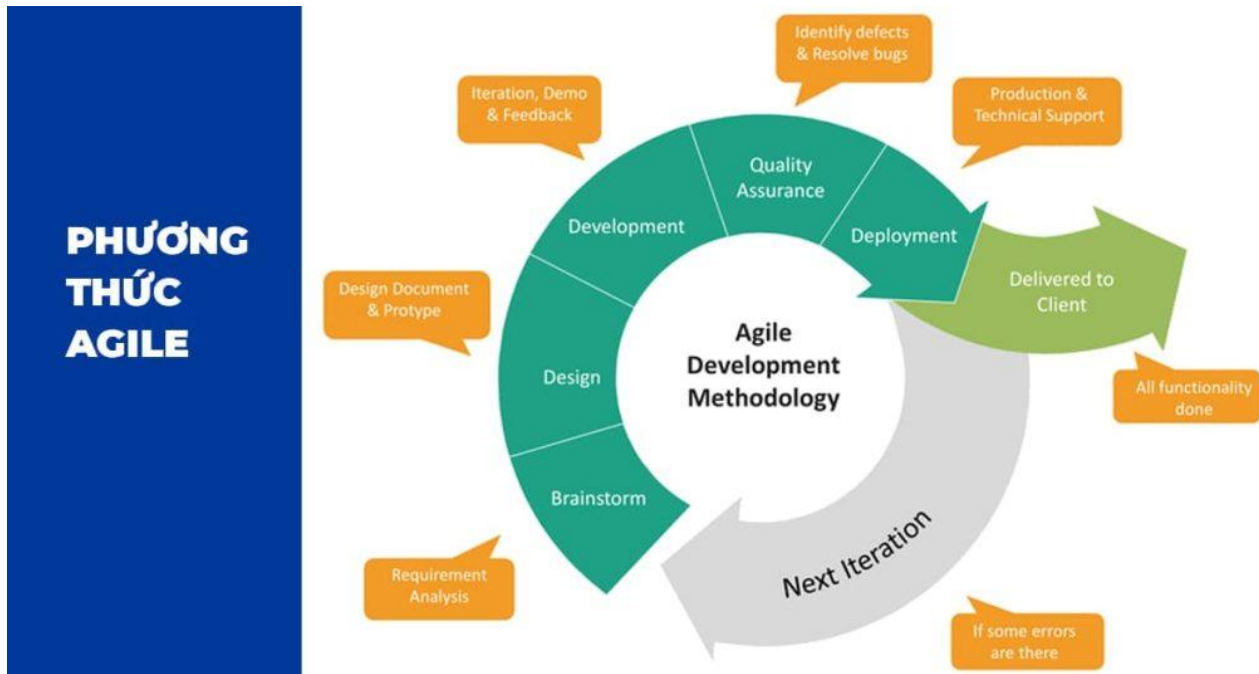 PHƯƠNG
THỨC
AGILE
Identify defects
& Resolve bugs
Iteration, Demo
& Feedback
Production &
Technical Support
Quality
Assurance
Development
Deployment
Delivered to
Client
Design Document
& Protype
Agile
Development
Methodology
Design
All functionality
done
Brainstorm
Next Iteration
Requirement
Analysis
If some errors
are there